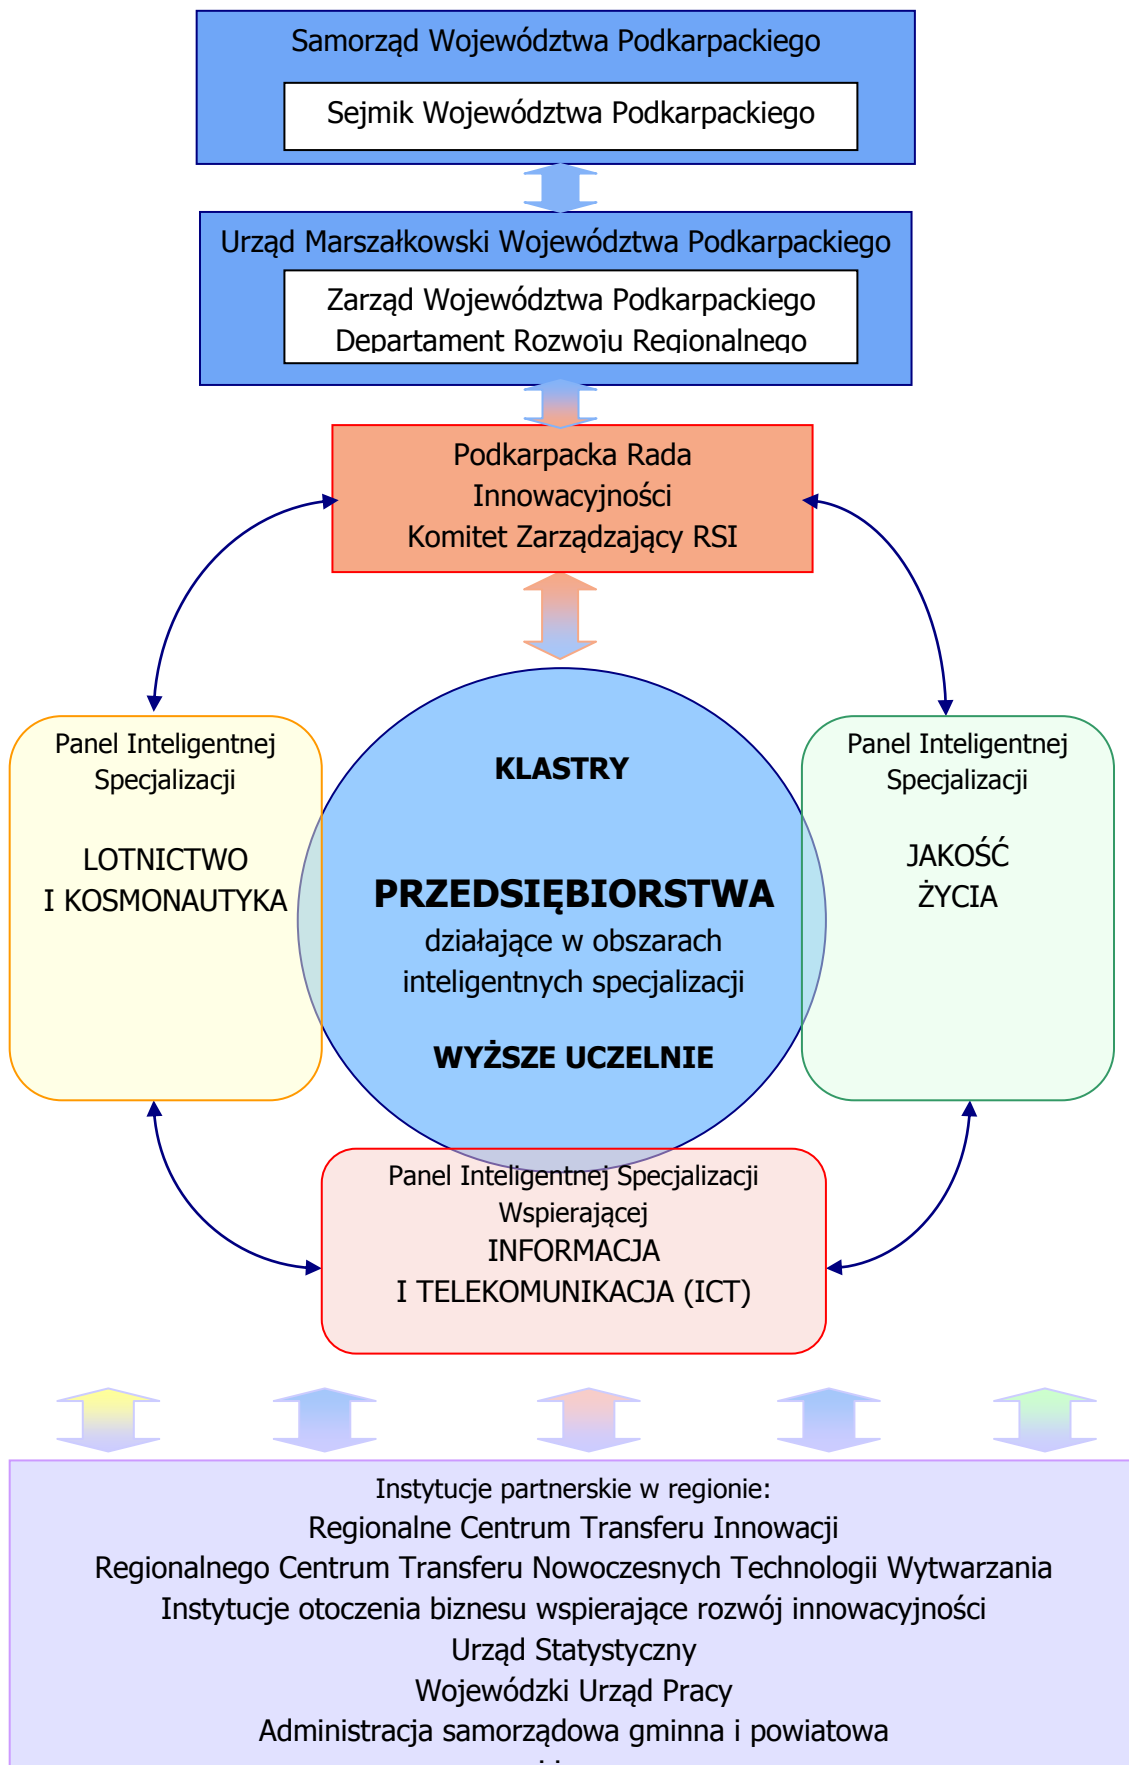 Samorząd Województwa Podkarpackiego
Sejmik Województwa Podkarpackiego
Urząd Marszałkowski Województwa Podkarpackiego
Zarząd Województwa Podkarpackiego
Departament Rozwoju Regionalnego
Podkarpacka Rada
Innowacyjności
Komitet Zarządzający RSI
Panel Inteligentnej
Specjalizacji
LOTNICTWO
I KOSMONAUTYKA
KLASTRY
PRZEDSIĘBIORSTWA
działające w obszarach
inteligentnych specjalizacji
WYŻSZE UCZELNIE
Panel Inteligentnej
Specjalizacji
JAKOŚĆ
ŻYCIA
Panel Inteligentnej Specjalizacji
Wspierającej
INFORMACJA
I TELEKOMUNIKACJA (ICT)
Instytucje partnerskie w regionie:
Regionalne Centrum Transferu Innowacji
Regionalnego Centrum Transferu Nowoczesnych Technologii Wytwarzania
Instytucje otoczenia biznesu wspierające rozwój innowacyjności
Urząd Statystyczny
Wojewódzki Urząd Pracy
Administracja samorządowa gminna i powiatowa